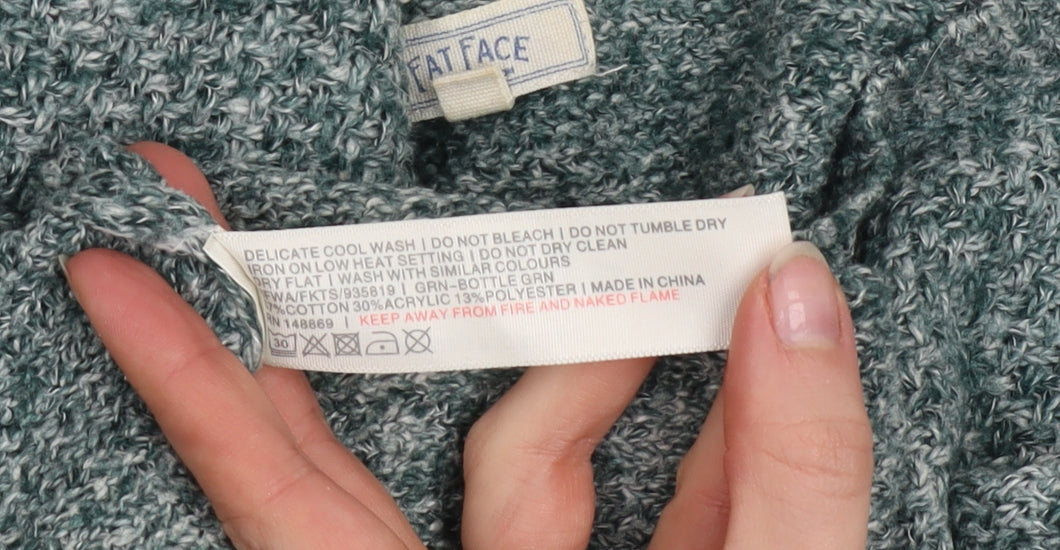 FAT FACE
DELICATE COOL WASH | DO NOT BLEACH | DO NOT TUMBLE DRY
IRON ON LOW HEAT SETTING | DO NOT DRY CLEAN
DRY FLAT | WASH WITH SIMILAR COLOURS
FWA/FKTS/935819 | GRN-BOTTLE GRN
7%COTTON 30%ACRYLIC 13%POLYESTER | MADE IN CHINA
RN 148869 | KEEP AWAY FROM FIRE AND NAKED FLAME
30